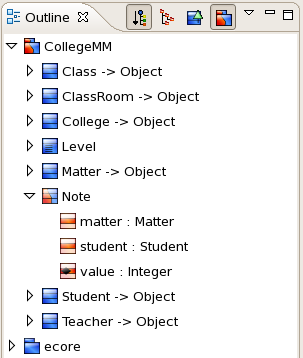 Outline
CollegeMM
Class -> Object
ClassRoom -> Object
College -> Object
Level
Matter -> Object
Note
matter : Matter
student : Student
value : Integer
Student -> Object
Teacher -> Object
ecore